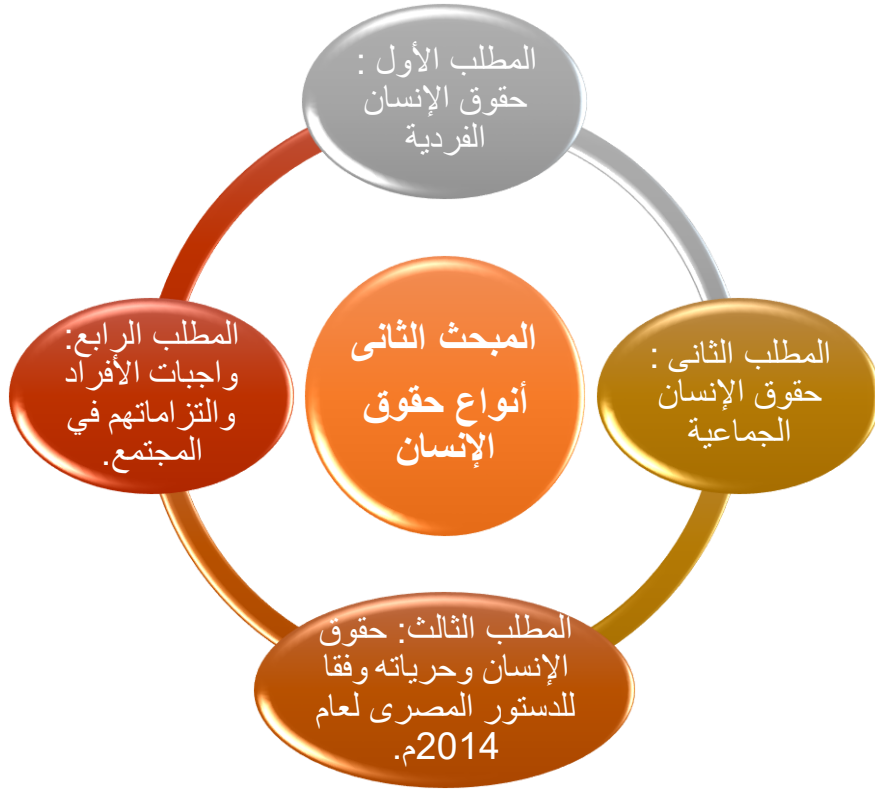 المطلب الأول :
حقوق الإنسان
الفردية
المبحث الثانى
أنواع حقوق
الإنسان
المطلب الثانى :
حقوق الإنسان
الجماعية
المطلب الثالث: حقوق
الإنسان وحرياته وفقا
للدستور المصرى لعام
2014م.
المطلب الرابع:
واجبات الأفراد
والتزاماتهم في
المجتمع.